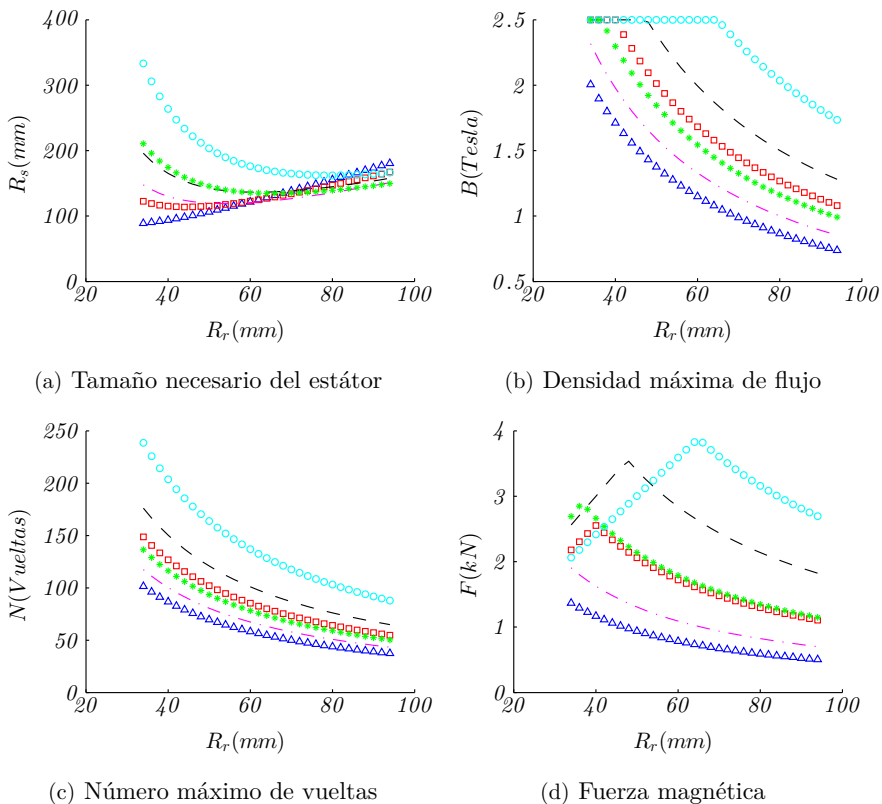 400
300
200
100
0
R_s(mm)
20 40 60 80 100
R_r(mm)
(a) Tamaño necesario del estátor
2.5
2
1.5
1
0.5
B(Tesla)
20 40 60 80 100
R_r(mm)
(b) Densidad máxima de flujo
250
200
150
100
50
0
N(Vueltas)
20 40 60 80 100
R_r(mm)
(c) Número máximo de vueltas
4
3
2
1
0
F(kN)
20 40 60 80 100
R_r(mm)
(d) Fuerza magnética